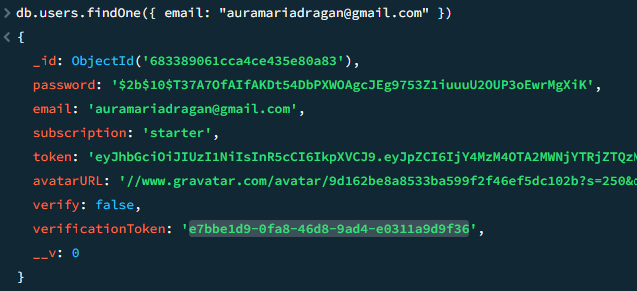 db.users.findOne({ email: "auramariadragan@gmail.com" })
{
_id: ObjectId('683389061cca4ce435e80a83'),
password: '$2b$10$T37A7OfAIfAKDt54DbPXWOAgcJEg9753Z1iuuuU2OUP3oEwrMgXiK',
email: 'auramariadragan@gmail.com',
subscription: 'starter',
token: 'eyJhbGciOiJIUzI1NiIsInR5cCI6IkpXVCJ9.eyJpZCI6IjY4MzM4OTA2MWNjYTRjZTQzN
avatarURL: '//www.gravatar.com/avatar/9d162be8a8533ba599f2f46ef5dc102b?s=250&d
verify: false,
verificationToken: 'e7bbe1d9-0fa8-46d8-9ad4-e0311a9d9f36',
__v: 0
}